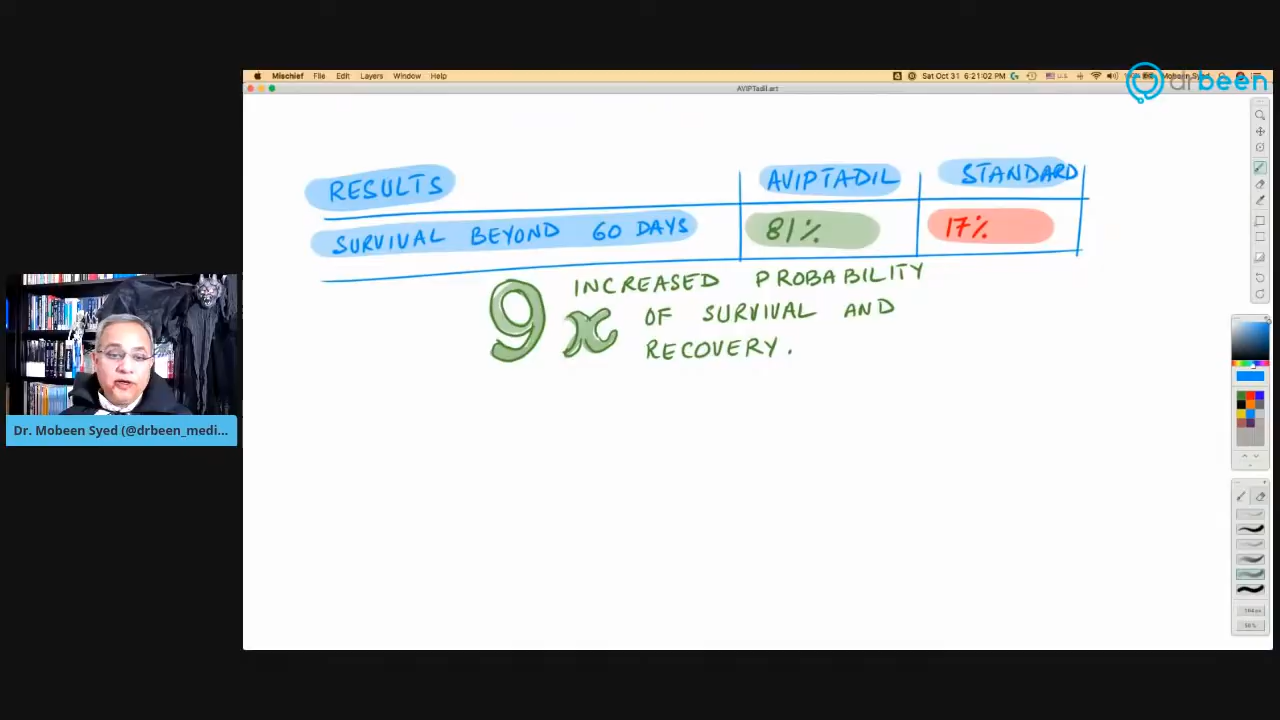 drbeen
Mischief File Edit Layers Window Help
Sat Oct 31 6:21:02 PM
AVIPTadil.art
RESULTS AVIPTADIL STANDARD
SURVIVAL BEYOND 60 DAYS 81% 17%
9x INCREASED PROBABILITY
OF SURVIVAL AND
RECOVERY.
Dr. Mobeen Syed (@drbeen_medi...